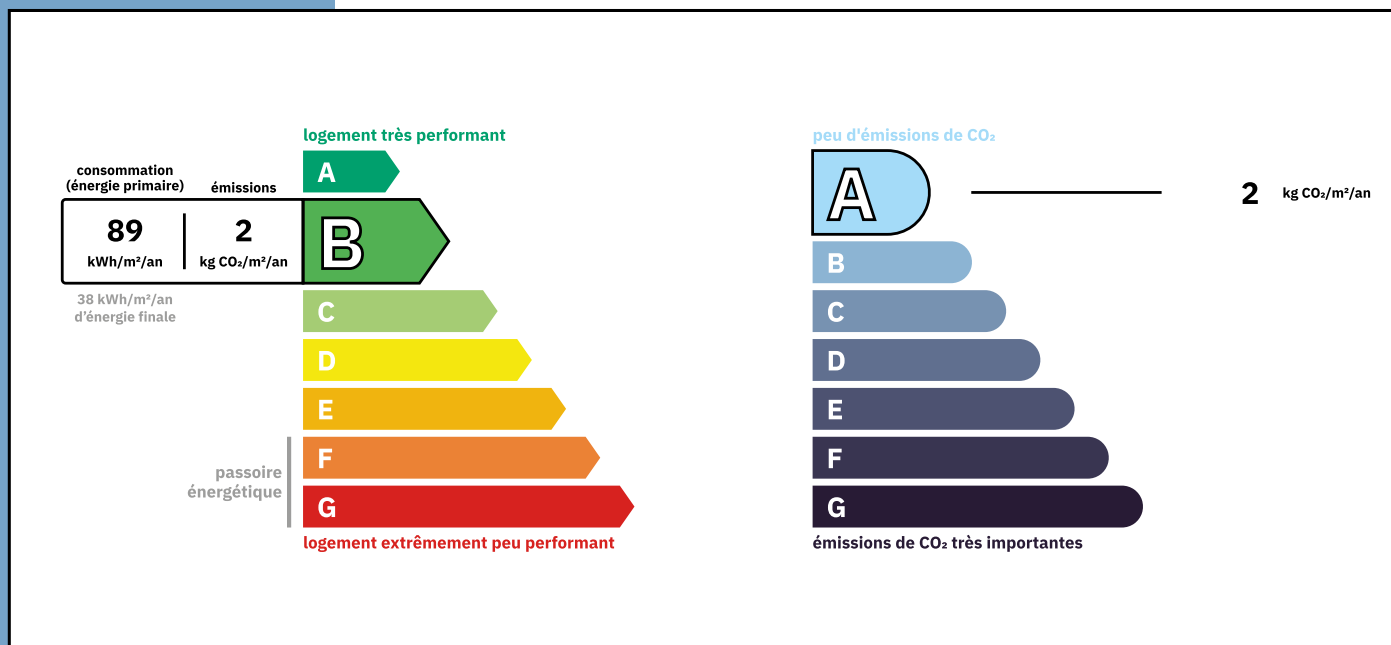 logement très performant
A
consommation
(énergie primaire)
émissions
89
kWh/m²/an
2
kg CO₂/m²/an
B
38 kWh/m²/an
d'énergie finale
C
D
E
F
G
passoire
énergétique
logement extrêmement peu performant
peu d'émissions de CO₂
A
2 kg CO₂/m²/an
B
C
D
E
F
G
émissions de CO₂ très importantes